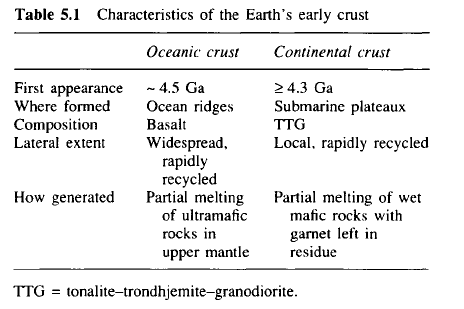 Table 5.1 Characteristics of the Earth's early crust
Oceanic crust Continental crust
First appearance ~ 4.5 Ga ≥ 4.3 Ga
Where formed Ocean ridges Submarine plateaux
Composition Basalt TTG
Lateral extent Widespread, Local, rapidly recycled
rapidly
recycled
How generated Partial melting Partial melting of wet
of ultramafic mafic rocks with
rocks in garnet left in
upper mantle residue
TTG = tonalite–trondhjemite–granodiorite.